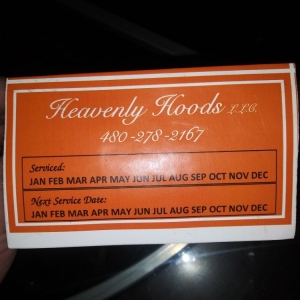 Heavenly Hoods L.L.C.
480-278-2167
Serviced:
JAN FEB MAR APR MAY JUN JUL AUG SEP OCT NOV DEC
Next Service Date:
JAN FEB MAR APR MAY JUN JUL AUG SEP OCT NOV DEC